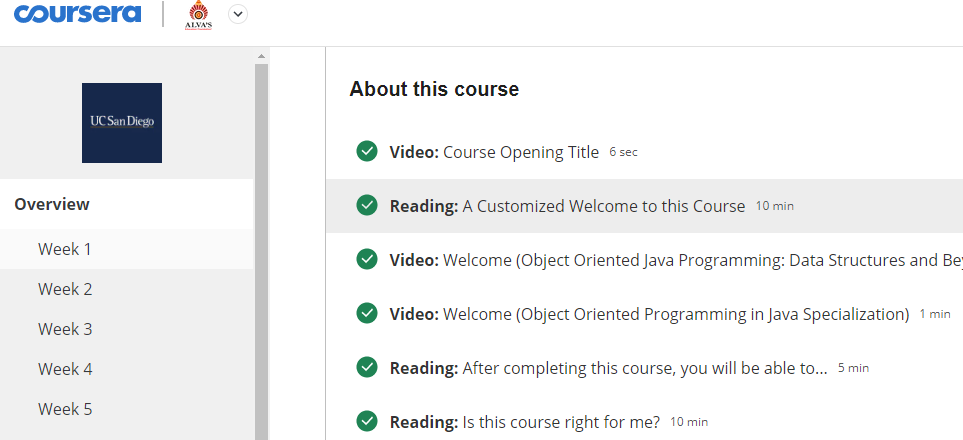 coursera
ALVA'S
UC San Diego
Overview
Week 1
Week 2
Week 3
Week 4
Week 5
About this course
Video: Course Opening Title 6 sec
Reading: A Customized Welcome to this Course 10 min
Video: Welcome (Object Oriented Java Programming: Data Structures and Bey
Video: Welcome (Object Oriented Programming in Java Specialization) 1 min
Reading: After completing this course, you will be able to... 5 min
Reading: Is this course right for me? 10 min